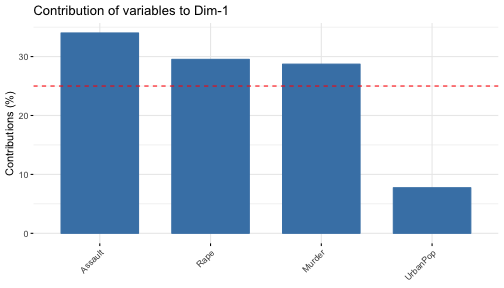 Contribution of variables to Dim-1
Contributions (%)
30
20
10
0
Assault
Rape
Murder
UrbanPop